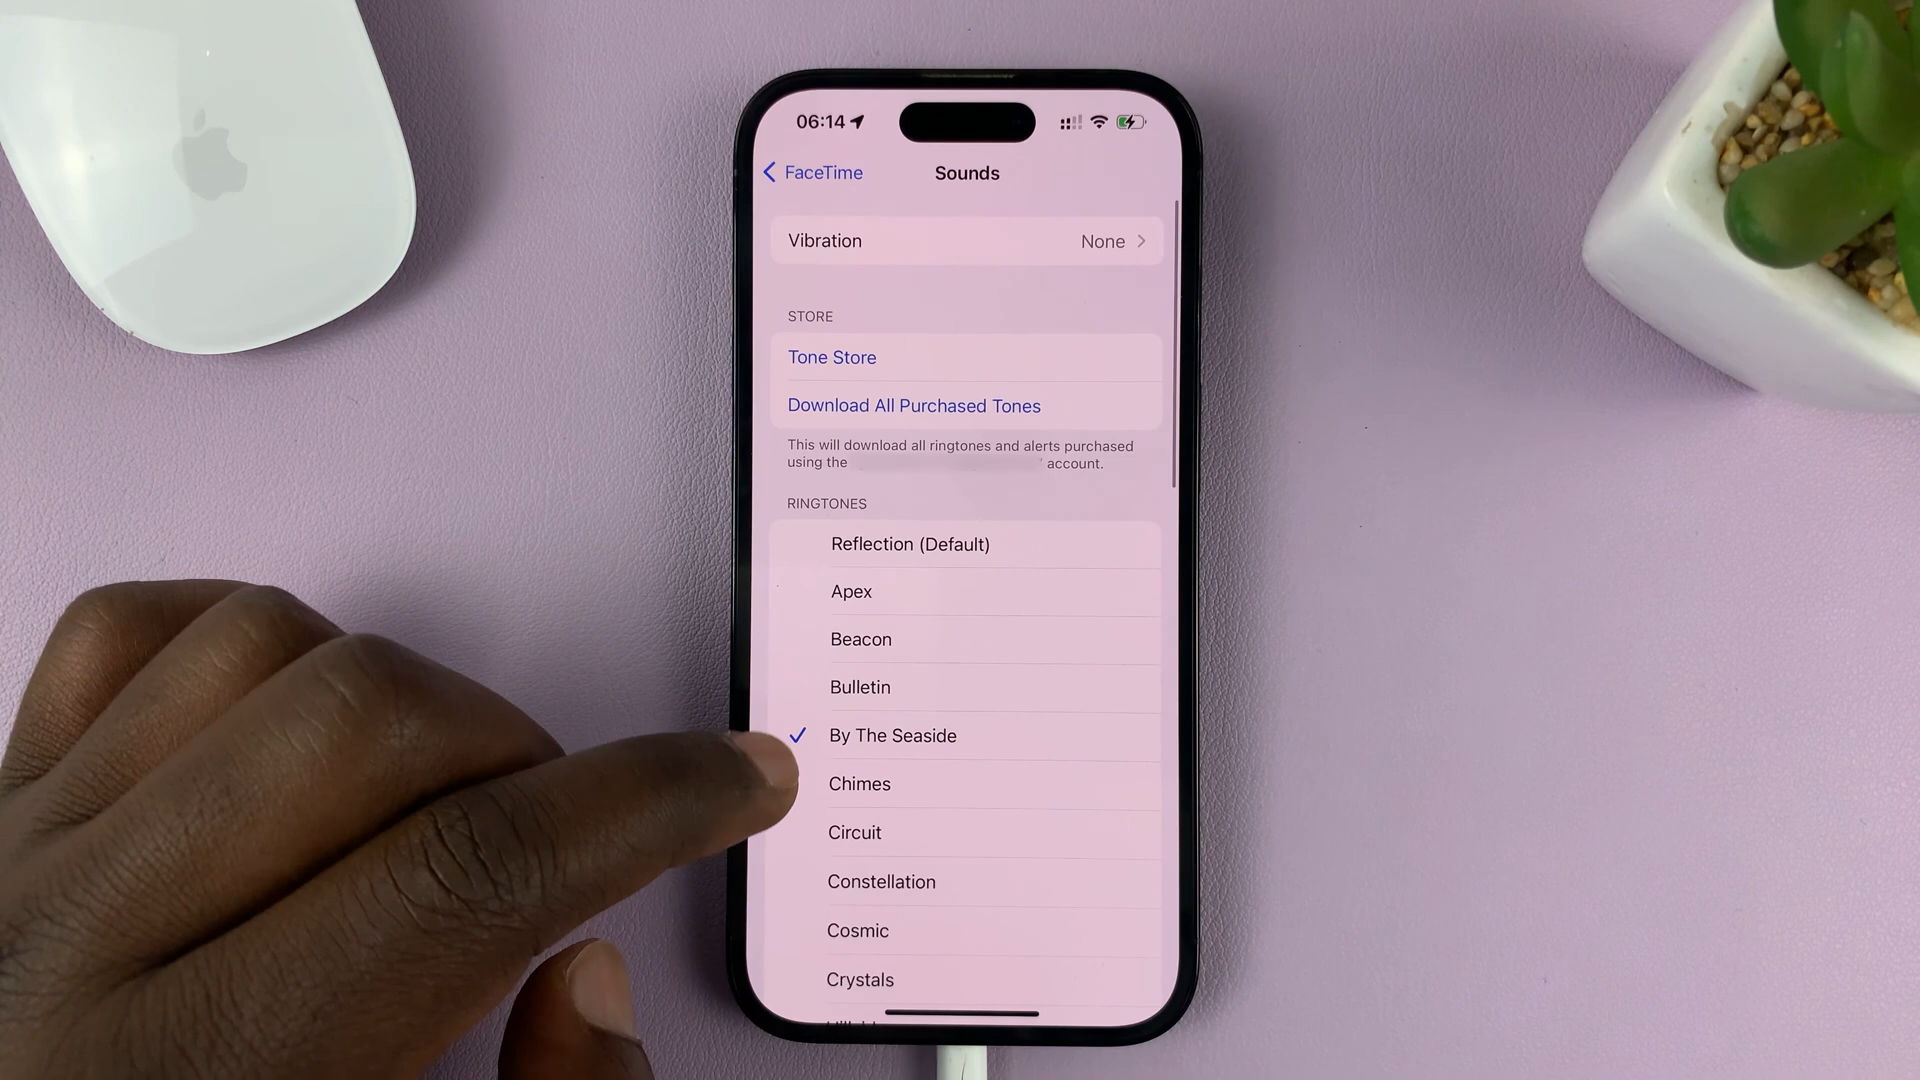 06:14
FaceTime
Sounds
Vibration
None
STORE
Tone Store
Download All Purchased Tones
This will download all ringtones and alerts purchased
using the
account.
RINGTONES
Reflection (Default)
Apex
Beacon
Bulletin
By The Seaside
Chimes
Circuit
Constellation
Cosmic
Crystals